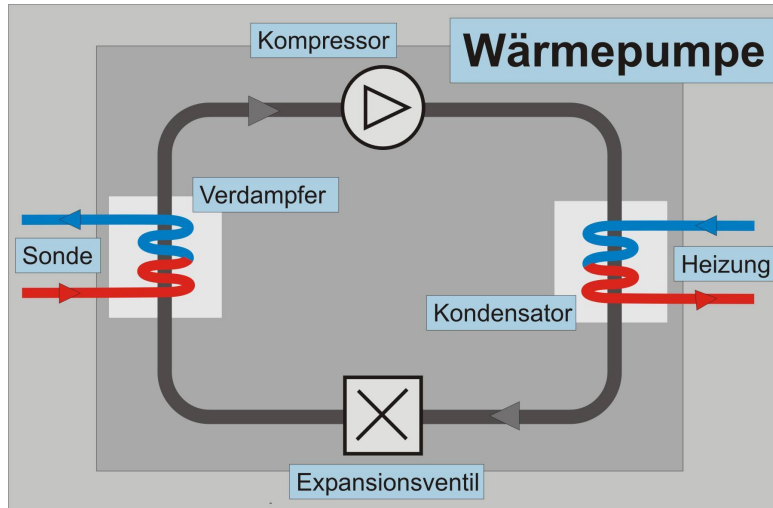 Kompressor
Wärmepumpe
Verdampfer
Sonde
Heizung
Kondensator
Expansionsventil